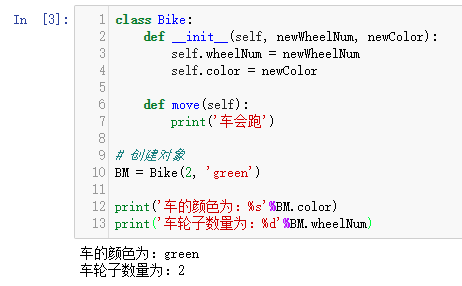 In [3]:
1 class Bike:
2     def __init__(self, newWheelNum, newColor):
3         self.wheelNum = newWheelNum
4         self.color = newColor
5
6     def move(self):
7         print('车会跑')
8
9 # 创建对象
10 BM = Bike(2, 'green')
11
12 print('车的颜色为: %s'%BM.color)
13 print('车轮子数量为: %d'%BM.wheelNum)
车的颜色为: green
车轮子数量为: 2